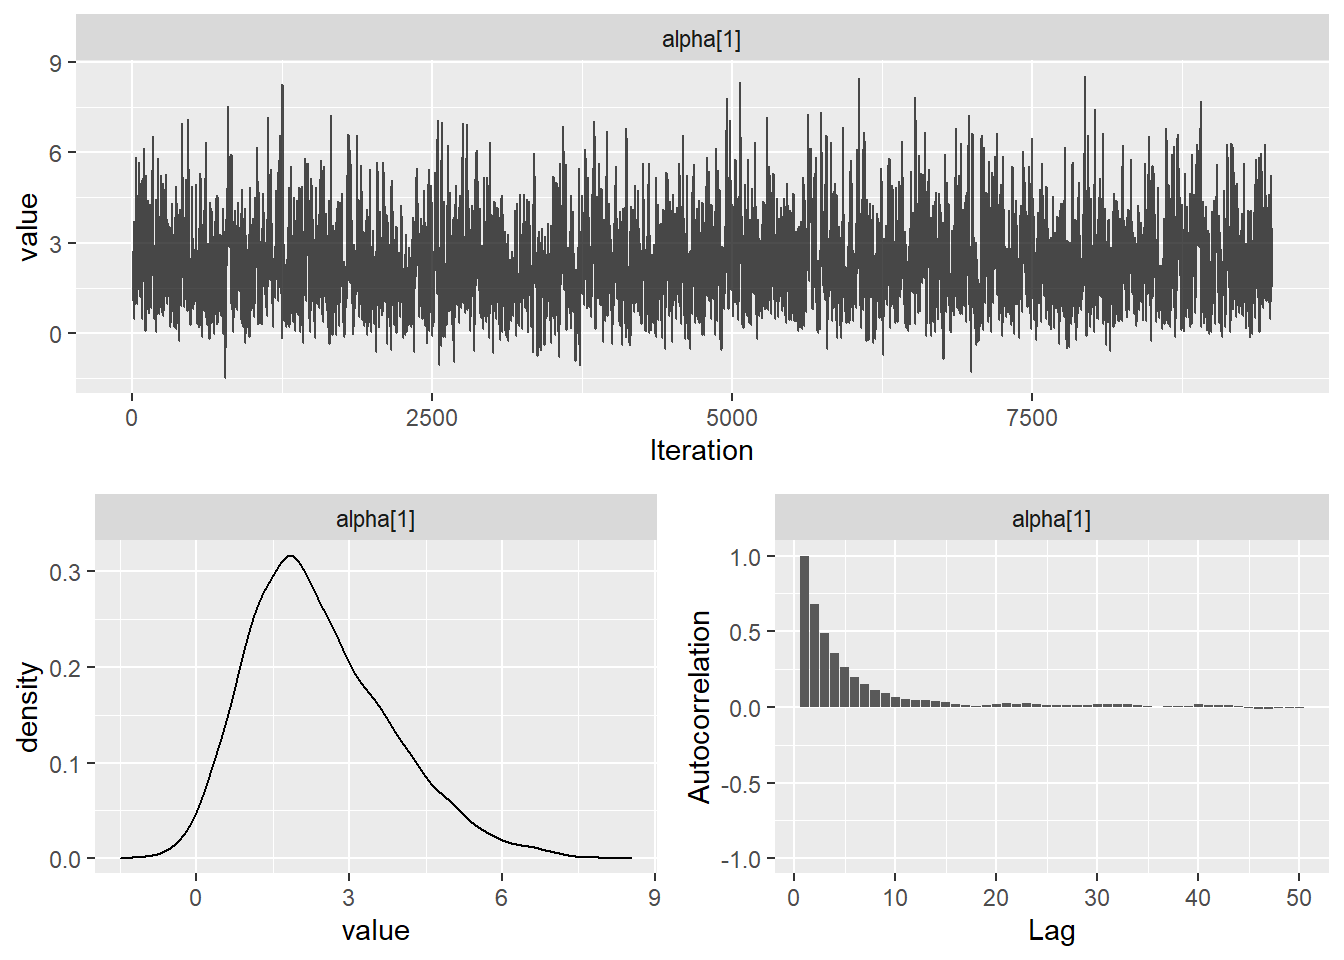 alpha[1]
9
6
3
0
value
0 2500 5000 7500
Iteration
alpha[1]
0.3
0.2
0.1
0.0
density
0 3 6 9
value
alpha[1]
1.0
0.5
0.0
-0.5
-1.0
Autocorrelation
0 10 20 30 40 50
Lag